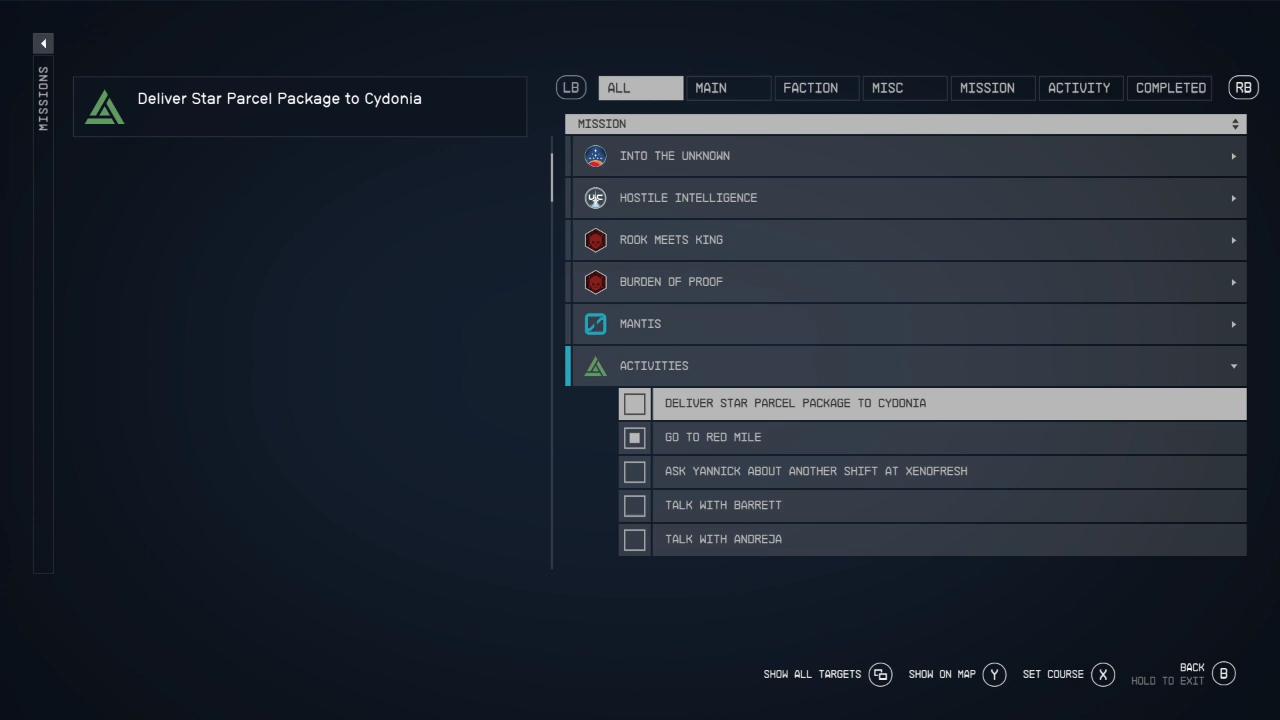 MISSIONS
Deliver Star Parcel Package to Cydonia
LB ALL MAIN FACTION MISC MISSION ACTIVITY COMPLETED RB
MISSION
INTO THE UNKNOWN
UC HOSTILE INTELLIGENCE
ROOK MEETS KING
BURDEN OF PROOF
MANTIS
ACTIVITIES
DELIVER STAR PARCEL PACKAGE TO CYDONIA
GO TO RED MILE
ASK YANNICK ABOUT ANOTHER SHIFT AT XENOFRESH
TALK WITH BARRETT
TALK WITH ANDREJA
SHOW ALL TARGETS SHOW ON MAP Y SET COURSE X BACK B
HOLD TO EXIT